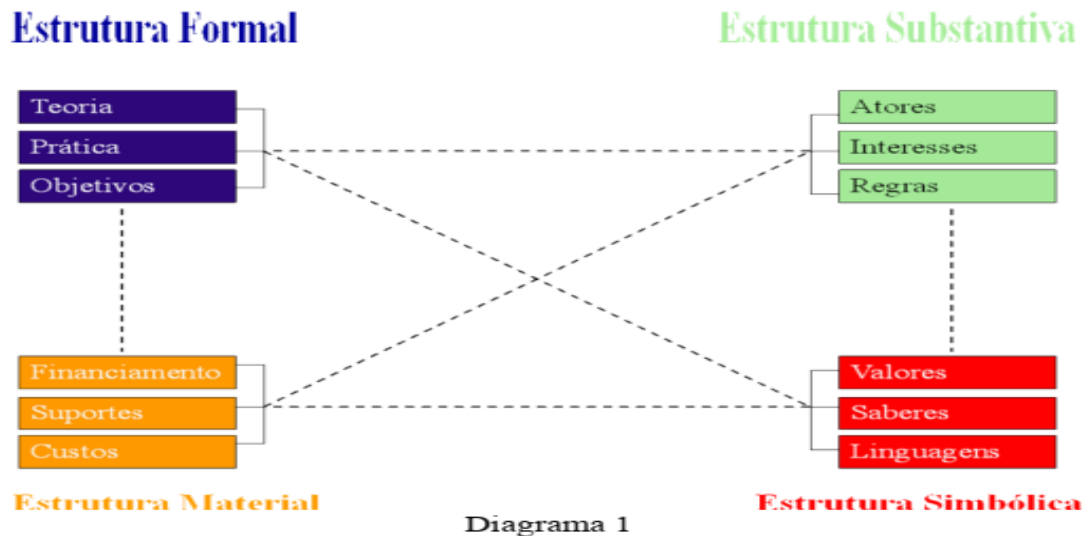 Estrutura Formal
Estrutura Substantiva
Teoria
Prática
Objetivos
Atores
Interesses
Regras
Financiamento
Suportes
Custos
Valores
Saberes
Linguagens
Estrutura Material
Estrutura Simbólica
Diagrama 1